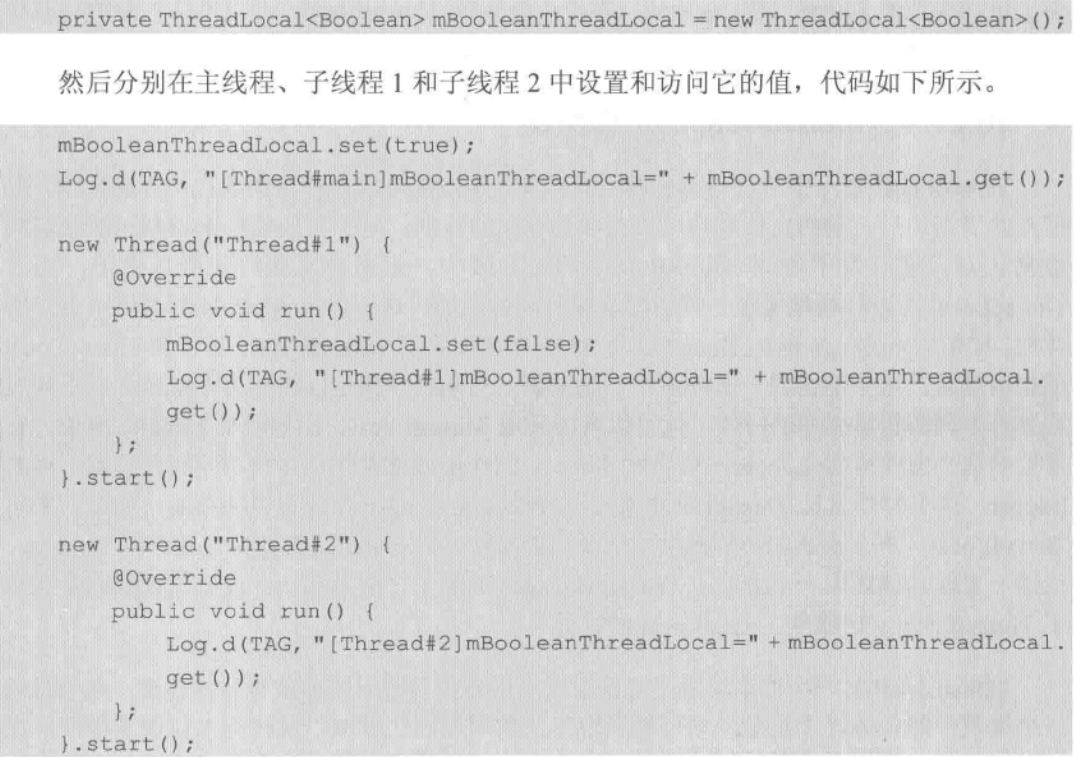 private ThreadLocal<Boolean> mBooleanThreadLocal = new ThreadLocal<Boolean>();
然后分别在主线程、子线程 1 和子线程 2 中设置和访问它的值，代码如下所示。
mBooleanThreadLocal.set(true);
Log.d(TAG, "[Thread#main]mBooleanThreadLocal=" + mBooleanThreadLocal.get());
new Thread("Thread#1") {
@Override
public void run() {
mBooleanThreadLocal.set(false);
Log.d(TAG, "[Thread#1]mBooleanThreadLocal=" + mBooleanThreadLocal.
get());
};
}.start();
new Thread("Thread#2") {
@Override
public void run() {
Log.d(TAG, "[Thread#2]mBooleanThreadLocal=" + mBooleanThreadLocal.
get());
};
}.start();